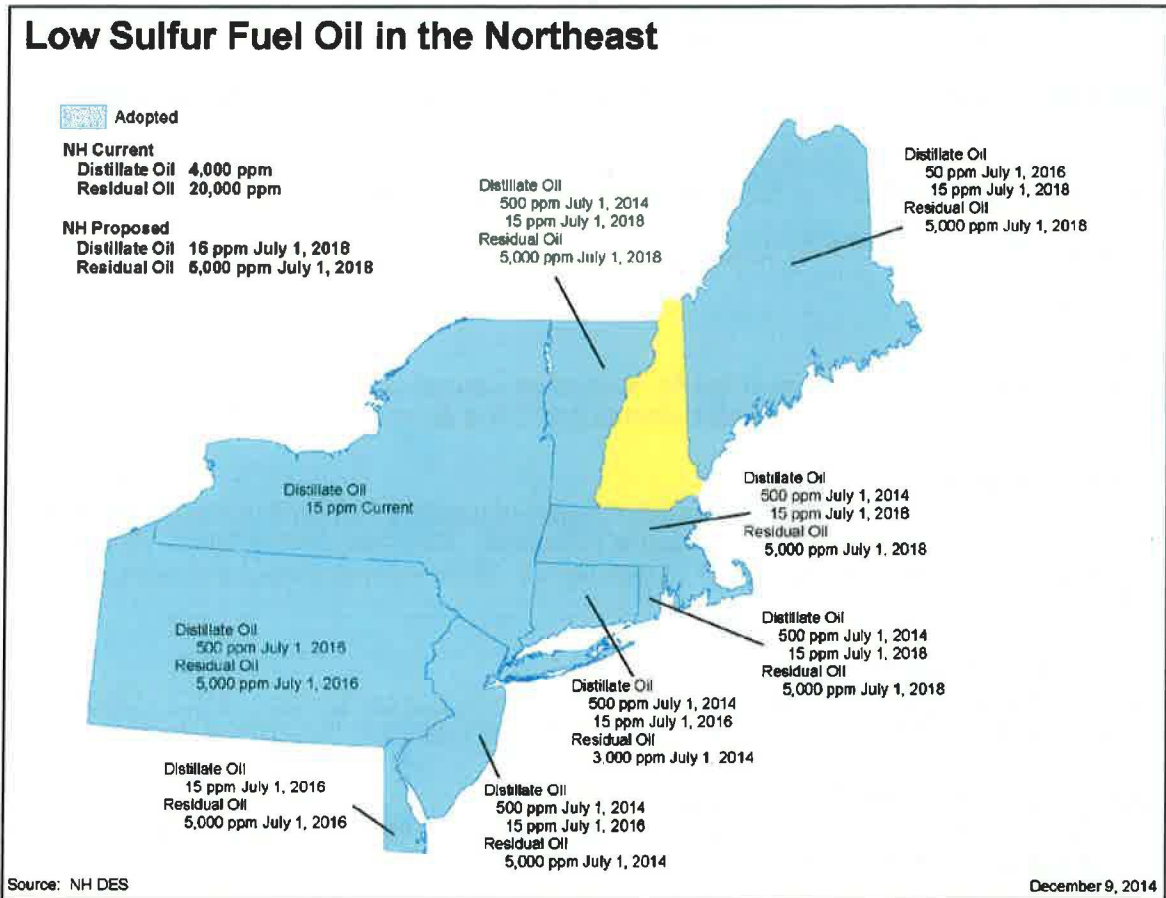 Low Sulfur Fuel Oil in the Northeast
Adopted
NH Current
Distillate Oil 4,000 ppm
Residual Oil 20,000 ppm
NH Proposed
Distillate Oil 15 ppm July 1, 2018
Residual Oil 5,000 ppm July 1, 2018
Distillate Oil
500 ppm July 1, 2014
15 ppm July 1, 2018
Residual Oil
5,000 ppm July 1, 2018
Distillate Oil
50 ppm July 1, 2016
15 ppm July 1, 2018
Residual Oil
5,000 ppm July 1, 2018
Distillate Oil
15 ppm Current
Distillate Oil
500 ppm July 1, 2014
15 ppm July 1, 2018
Residual Oil
5,000 ppm July 1, 2018
Distillate Oil
500 ppm July 1, 2016
Residual Oil
5,000 ppm July 1, 2016
Distillate Oil
500 ppm July 1, 2014
15 ppm July 1, 2018
Residual Oil
5,000 ppm July 1, 2018
Distillate Oil
500 ppm July 1, 2014
15 ppm July 1, 2016
Residual Oil
3,000 ppm July 1, 2014
Distillate Oil
15 ppm July 1, 2016
Residual Oil
5,000 ppm July 1, 2016
Distillate Oil
500 ppm July 1, 2014
15 ppm July 1, 2016
Residual Oil
5,000 ppm July 1, 2014
Source: NH DES
December 9, 2014